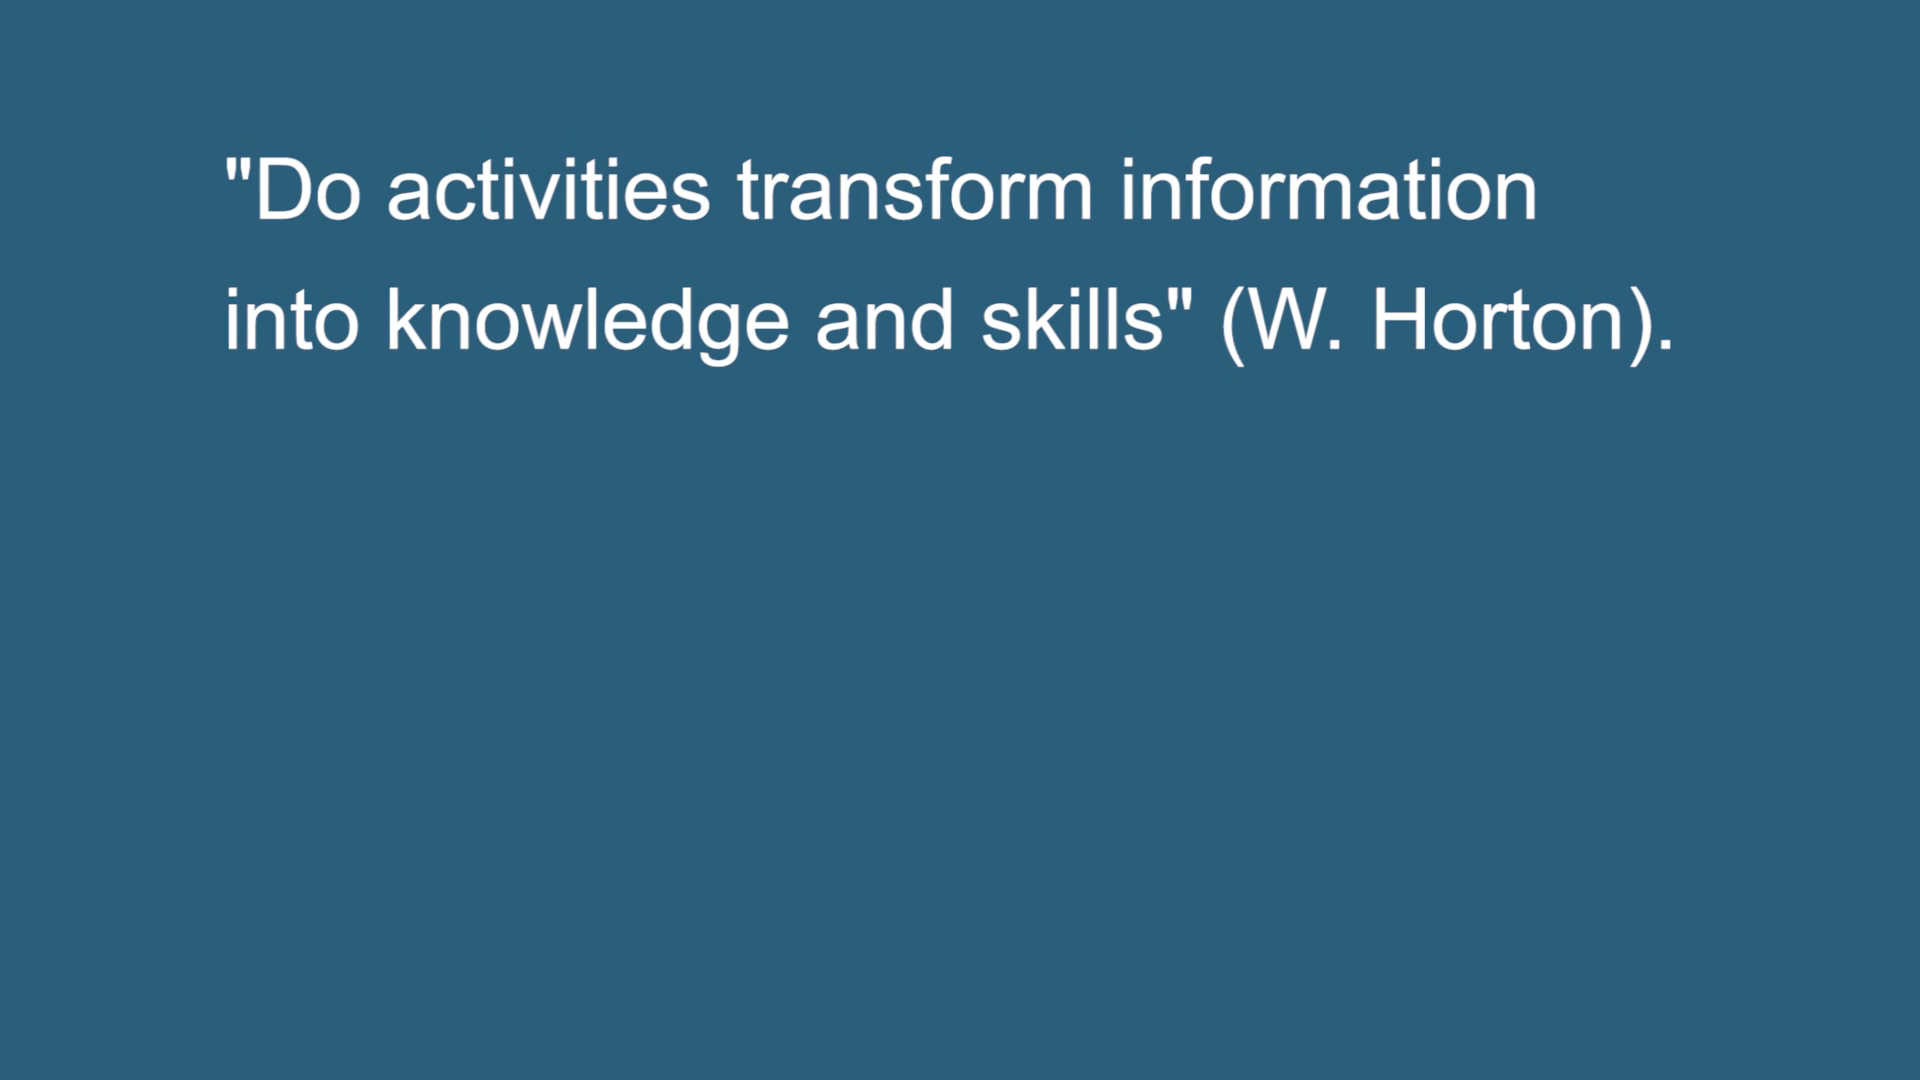 "Do activities transform information
into knowledge and skills" (W. Horton).